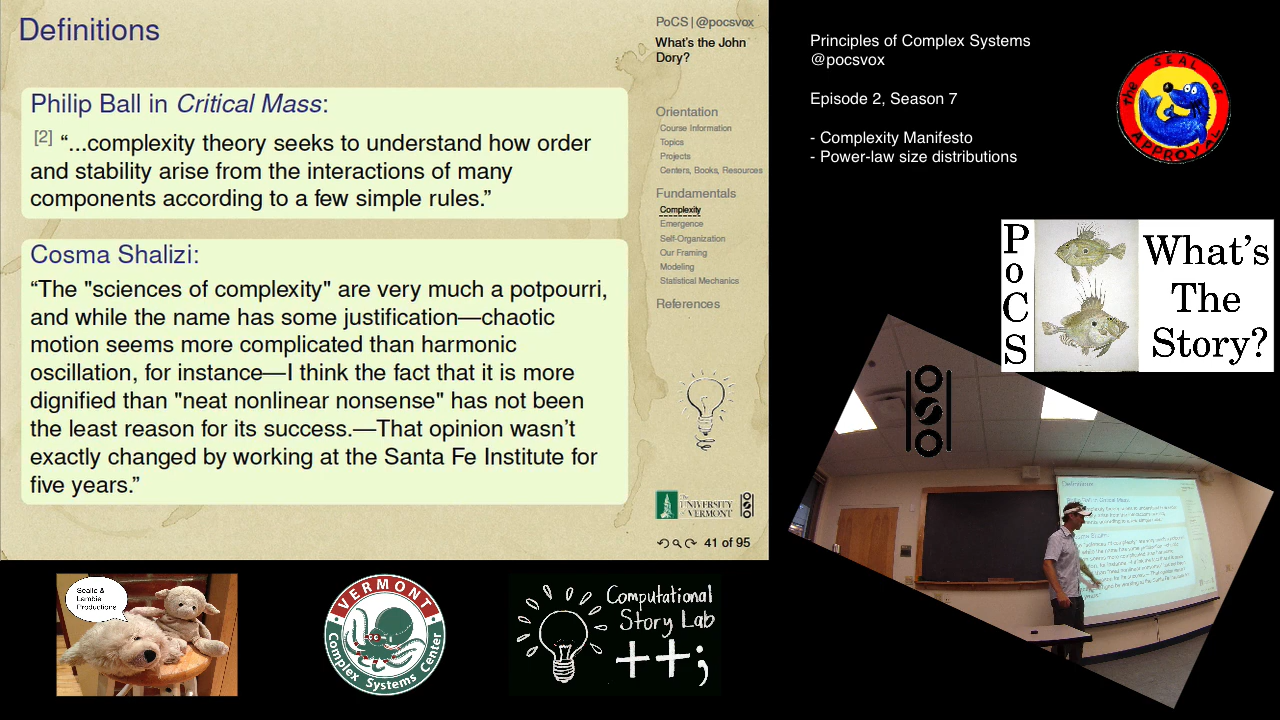 Definitions
Philip Ball in Critical Mass:
[2] “...complexity theory seeks to understand how order
and stability arise from the interactions of many
components according to a few simple rules.”
Cosma Shalizi:
“The "sciences of complexity" are very much a potpourri,
and while the name has some justification—chaotic
motion seems more complicated than harmonic
oscillation, for instance—I think the fact that it is more
dignified than "neat nonlinear nonsense" has not been
the least reason for its success.—That opinion wasn’t
exactly changed by working at the Santa Fe Institute for
five years.”
PoCS | @pocsvox
What’s the John
Dory?
Orientation
Course Information
Topics
Projects
Centers, Books, Resources
Fundamentals
Complexity
Emergence
Self-Organization
Our Framing
Modeling
Statistical Mechanics
References
The
UNIVERSITY
of VERMONT
41 of 95
Principles of Complex Systems
@pocsvox
Episode 2, Season 7
- Complexity Manifesto
- Power-law size distributions
the SEAL of
APPROVAL
PoCS
What’s
The
Story?
Definitions
Sealie &
Lambie
Productions
VERMONT
Complex Systems Center
Computational
Story Lab
++;